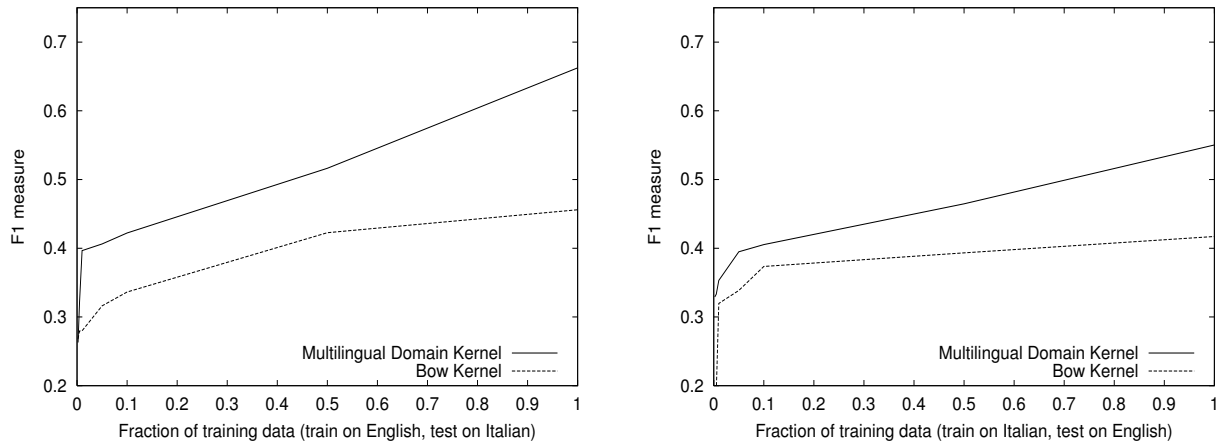 0.7
0.6
0.5
0.4
0.3
0.2
F1 measure
Multilingual Domain Kernel
Bow Kernel
0 0.1 0.2 0.3 0.4 0.5 0.6 0.7 0.8 0.9 1
Fraction of training data (train on English, test on Italian)
0.7
0.6
0.5
0.4
0.3
0.2
F1 measure
Multilingual Domain Kernel
Bow Kernel
0 0.1 0.2 0.3 0.4 0.5 0.6 0.7 0.8 0.9 1
Fraction of training data (train on Italian, test on English)